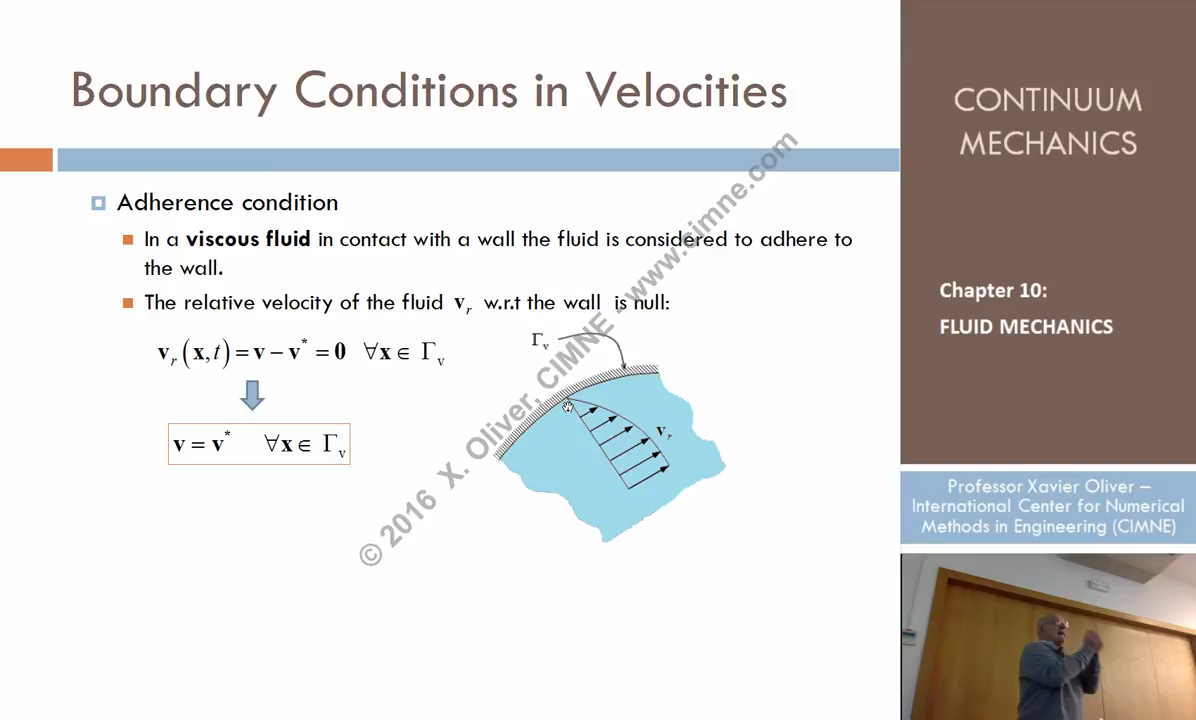 Boundary Conditions in Velocities
Adherence condition
In a viscous fluid in contact with a wall the fluid is considered to adhere to
the wall.
The relative velocity of the fluid vᵣ w.r.t the wall is null:
vᵣ(x,t) = v − v* = 0 ∀x ∈ Γᵥ
v = v* ∀x ∈ Γᵥ
Γᵥ
vᵣ
© 2016 X. Oliver, CIMNE - www.cimne.com
CONTINUUM
MECHANICS
Chapter 10:
FLUID MECHANICS
Professor Xavier Oliver –
International Center for Numerical
Methods in Engineering (CIMNE)